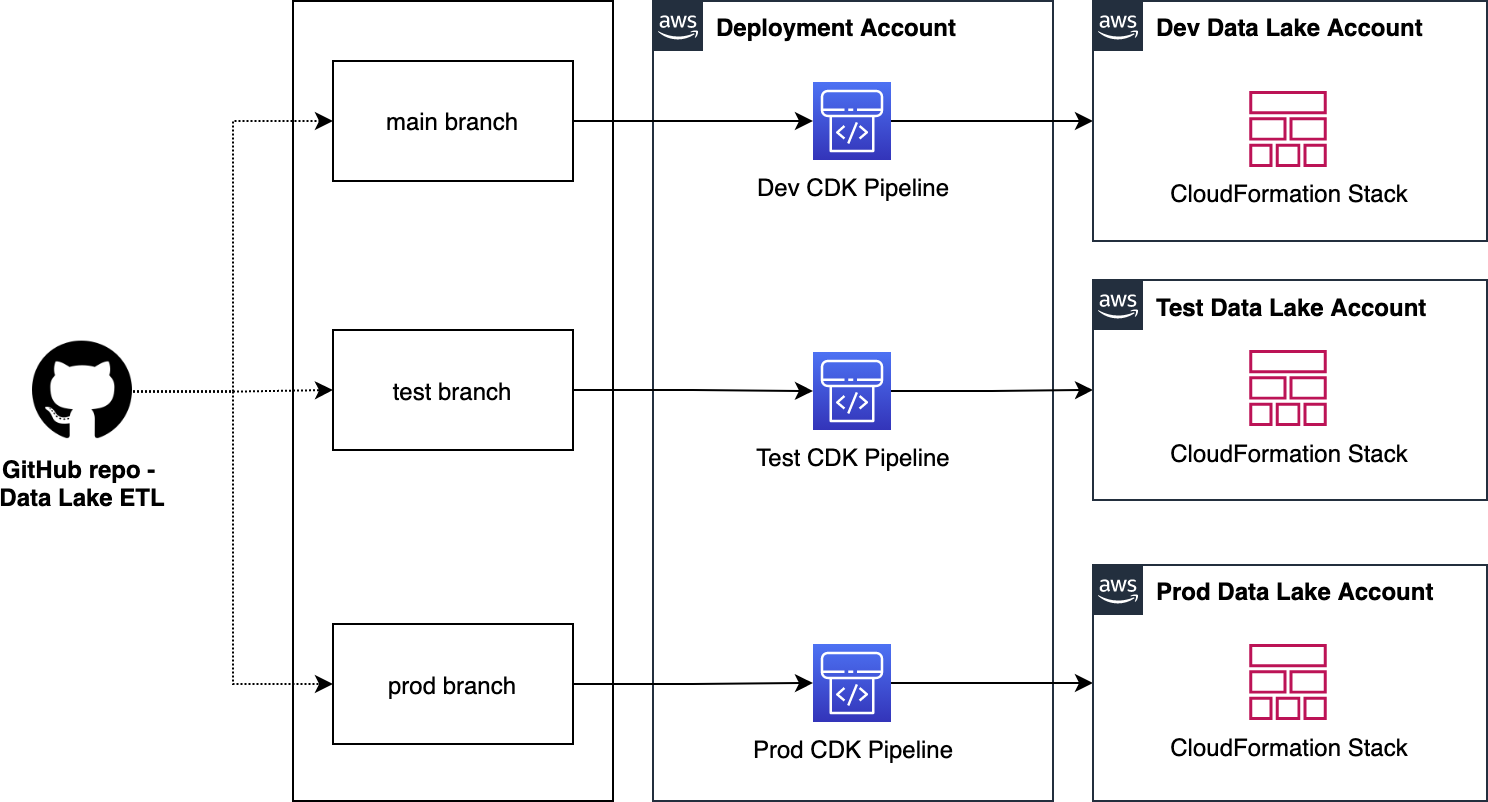 aws
Deployment Account
aws
Dev Data Lake Account
main branch
</>
Dev CDK Pipeline
CloudFormation Stack
aws
Test Data Lake Account
GitHub repo -
Data Lake ETL
test branch
</>
Test CDK Pipeline
CloudFormation Stack
aws
Prod Data Lake Account
prod branch
</>
Prod CDK Pipeline
CloudFormation Stack